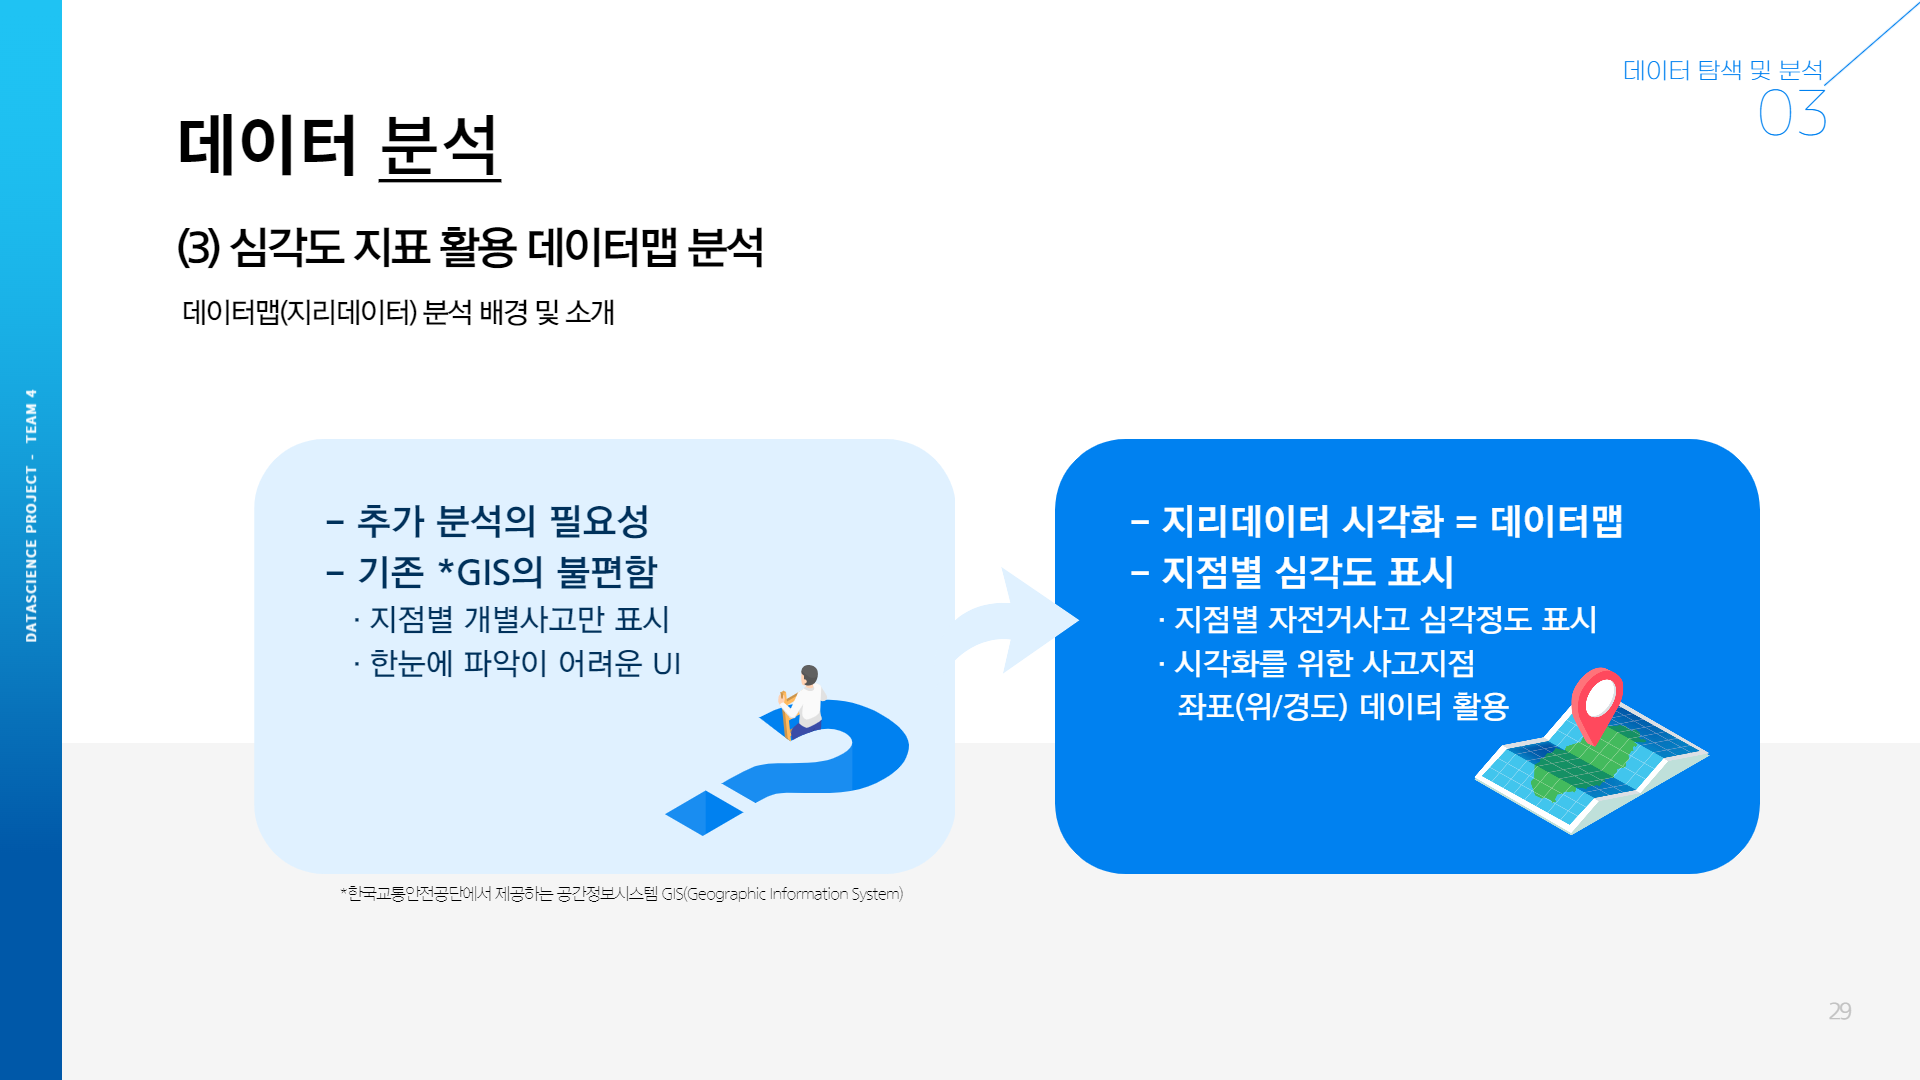 데이터 탐색 및 분석
03
데이터 분석
(3) 심각도 지표 활용 데이터맵 분석
데이터맵(지리데이터) 분석 배경 및 소개
DATASCIENCE PROJECT - TEAM 4
– 추가 분석의 필요성
– 기존 *GIS의 불편함
· 지점별 개별사고만 표시
· 한눈에 파악이 어려운 UI
– 지리데이터 시각화 = 데이터맵
– 지점별 심각도 표시
· 지점별 자전거사고 심각정도 표시
· 시각화를 위한 사고지점
좌표(위/경도) 데이터 활용
*한국교통안전공단에서 제공하는 공간정보시스템 GIS(Geographic Information System)
29